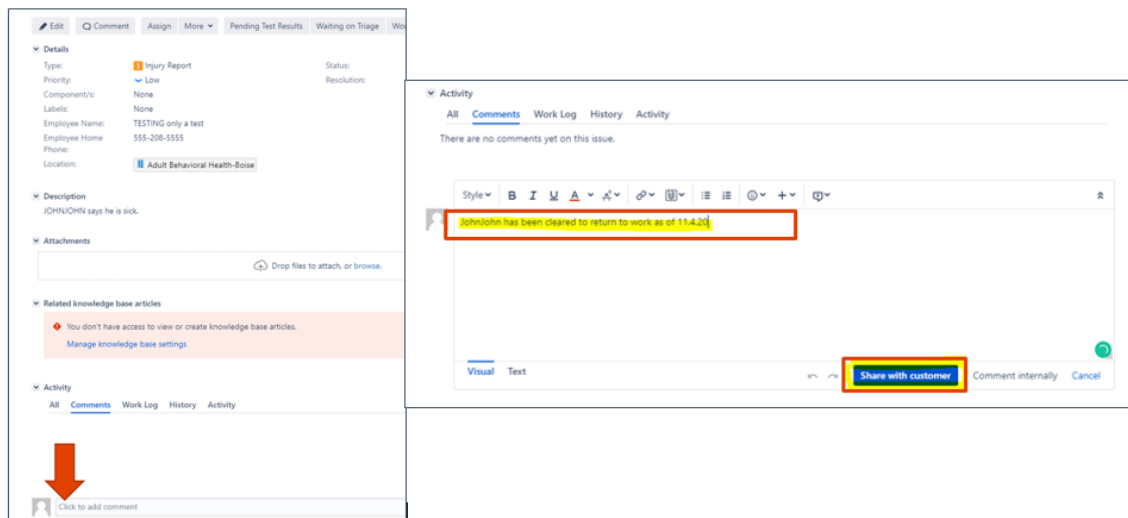 Edit Comment Assign More Pending Test Results Waiting on Triage
Details
Type: Injury Report Status:
Priority: Low Resolution:
Component/s: None
Labels: None
Employee Name: TESTING only a test
Employee Home 555-208-5555
Phone:
Location: Adult Behavioral Health-Boise
Description
JOHNJOHN says he is sick.
Attachments
Drop files to attach, or browse.
Related knowledge base articles
You don't have access to view or create knowledge base articles.
Manage knowledge base settings
Activity
All Comments Work Log History Activity
Click to add comment
Activity
All Comments Work Log History Activity
There are no comments yet on this issue.
Style B I U A
JohnJohn has been cleared to return to work as of 11.4.20
Visual Text Share with customer Comment internally Cancel